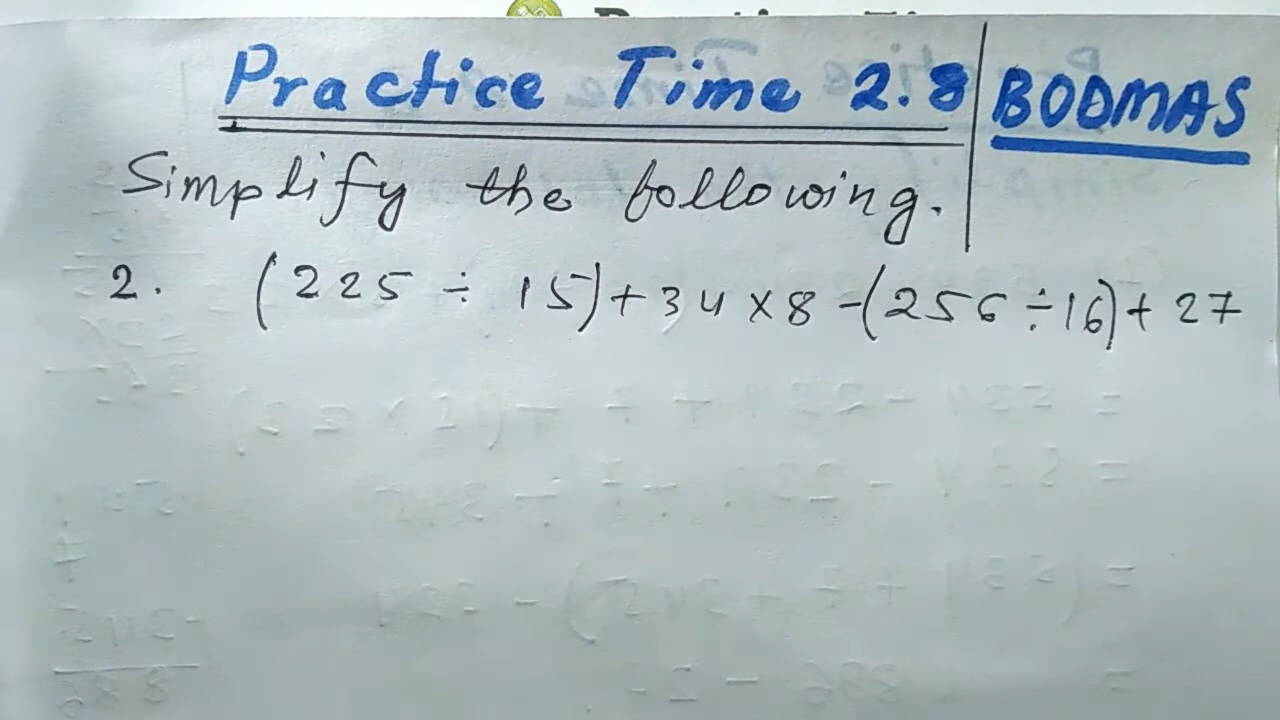 Practice Time 2.8 BODMAS
Simplify the following.
2. (225 ÷ 15) + 34 × 8 - (256 ÷ 16) + 27